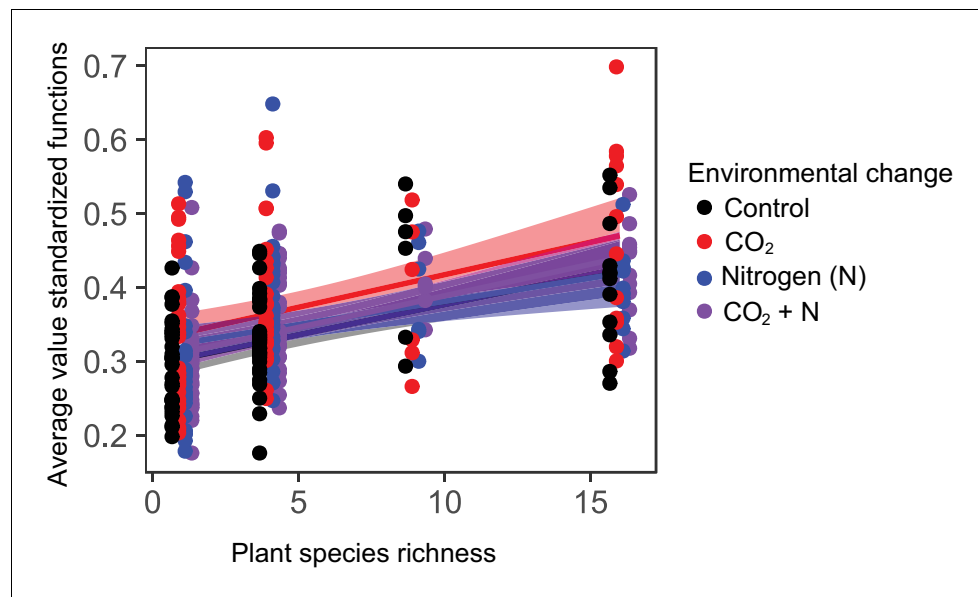 Average value standardized functions
0.7
0.6
0.5
0.4
0.3
0.2
0 5 10 15
Plant species richness
Environmental change
Control
CO₂
Nitrogen (N)
CO₂ + N